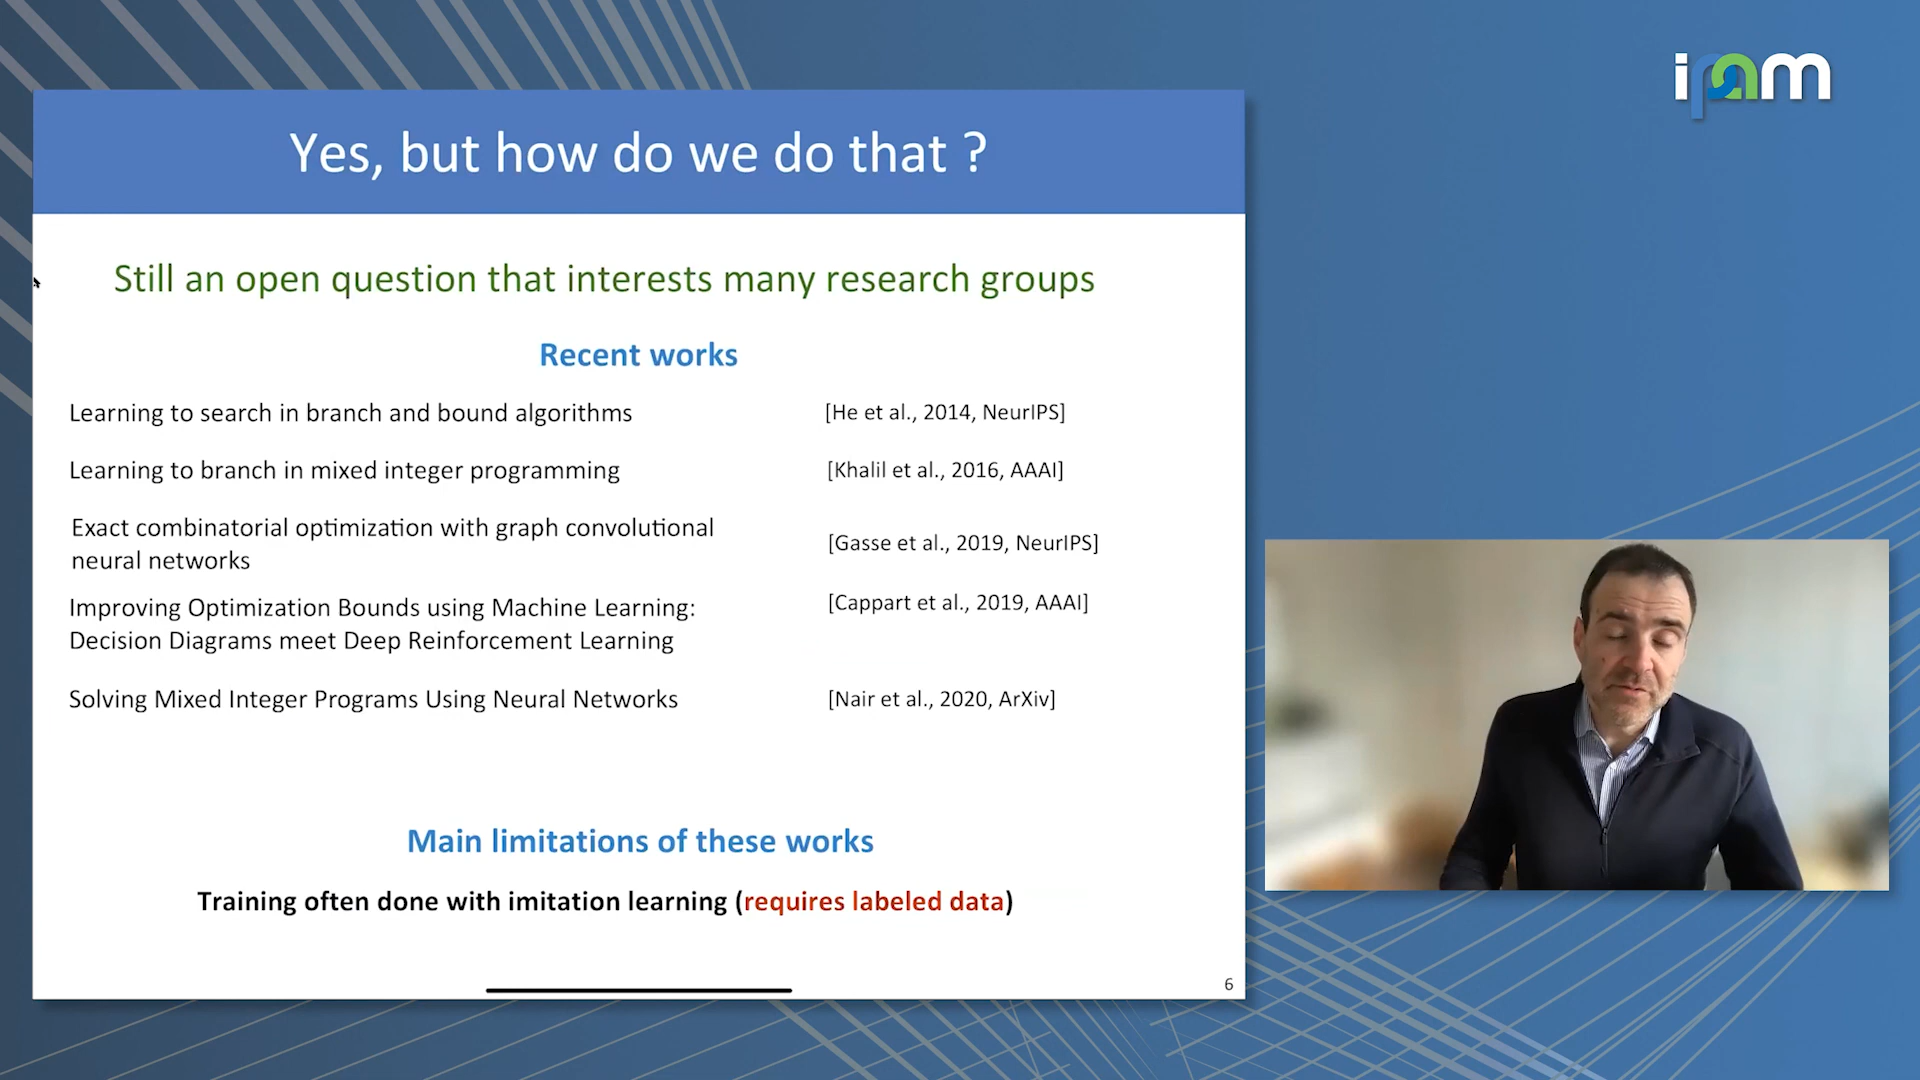 ipam
Yes, but how do we do that ?
Still an open question that interests many research groups
Recent works
Learning to search in branch and bound algorithms [He et al., 2014, NeurIPS]
Learning to branch in mixed integer programming [Khalil et al., 2016, AAAI]
Exact combinatorial optimization with graph convolutional
neural networks [Gasse et al., 2019, NeurIPS]
Improving Optimization Bounds using Machine Learning: [Cappart et al., 2019, AAAI]
Decision Diagrams meet Deep Reinforcement Learning
Solving Mixed Integer Programs Using Neural Networks [Nair et al., 2020, ArXiv]
Main limitations of these works
Training often done with imitation learning (requires labeled data)
6